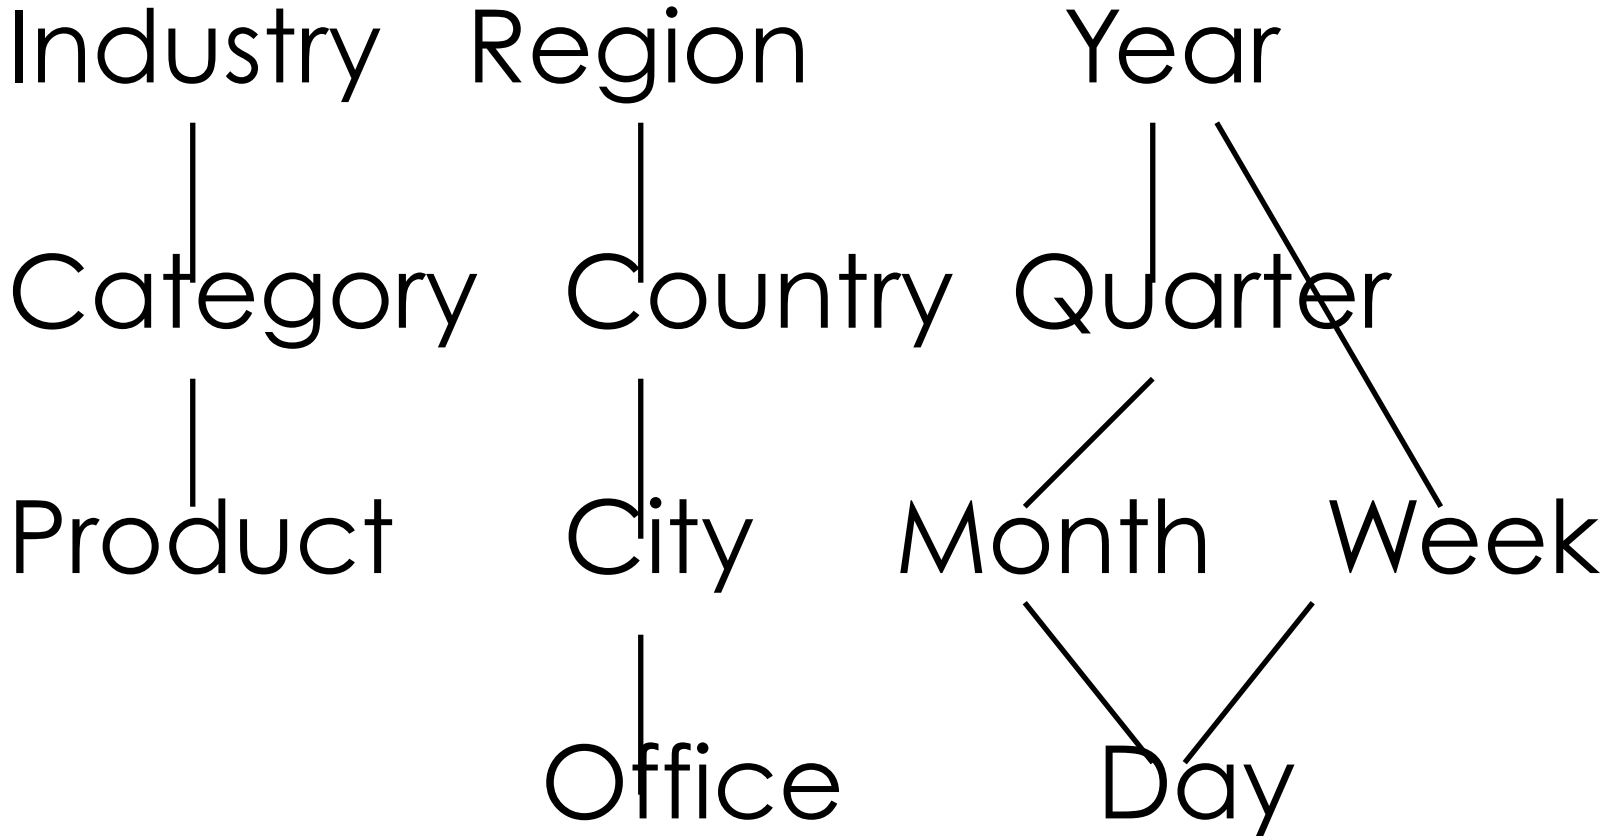 Industry Region Year
Category Country Quarter
Product City Month Week
Office Day